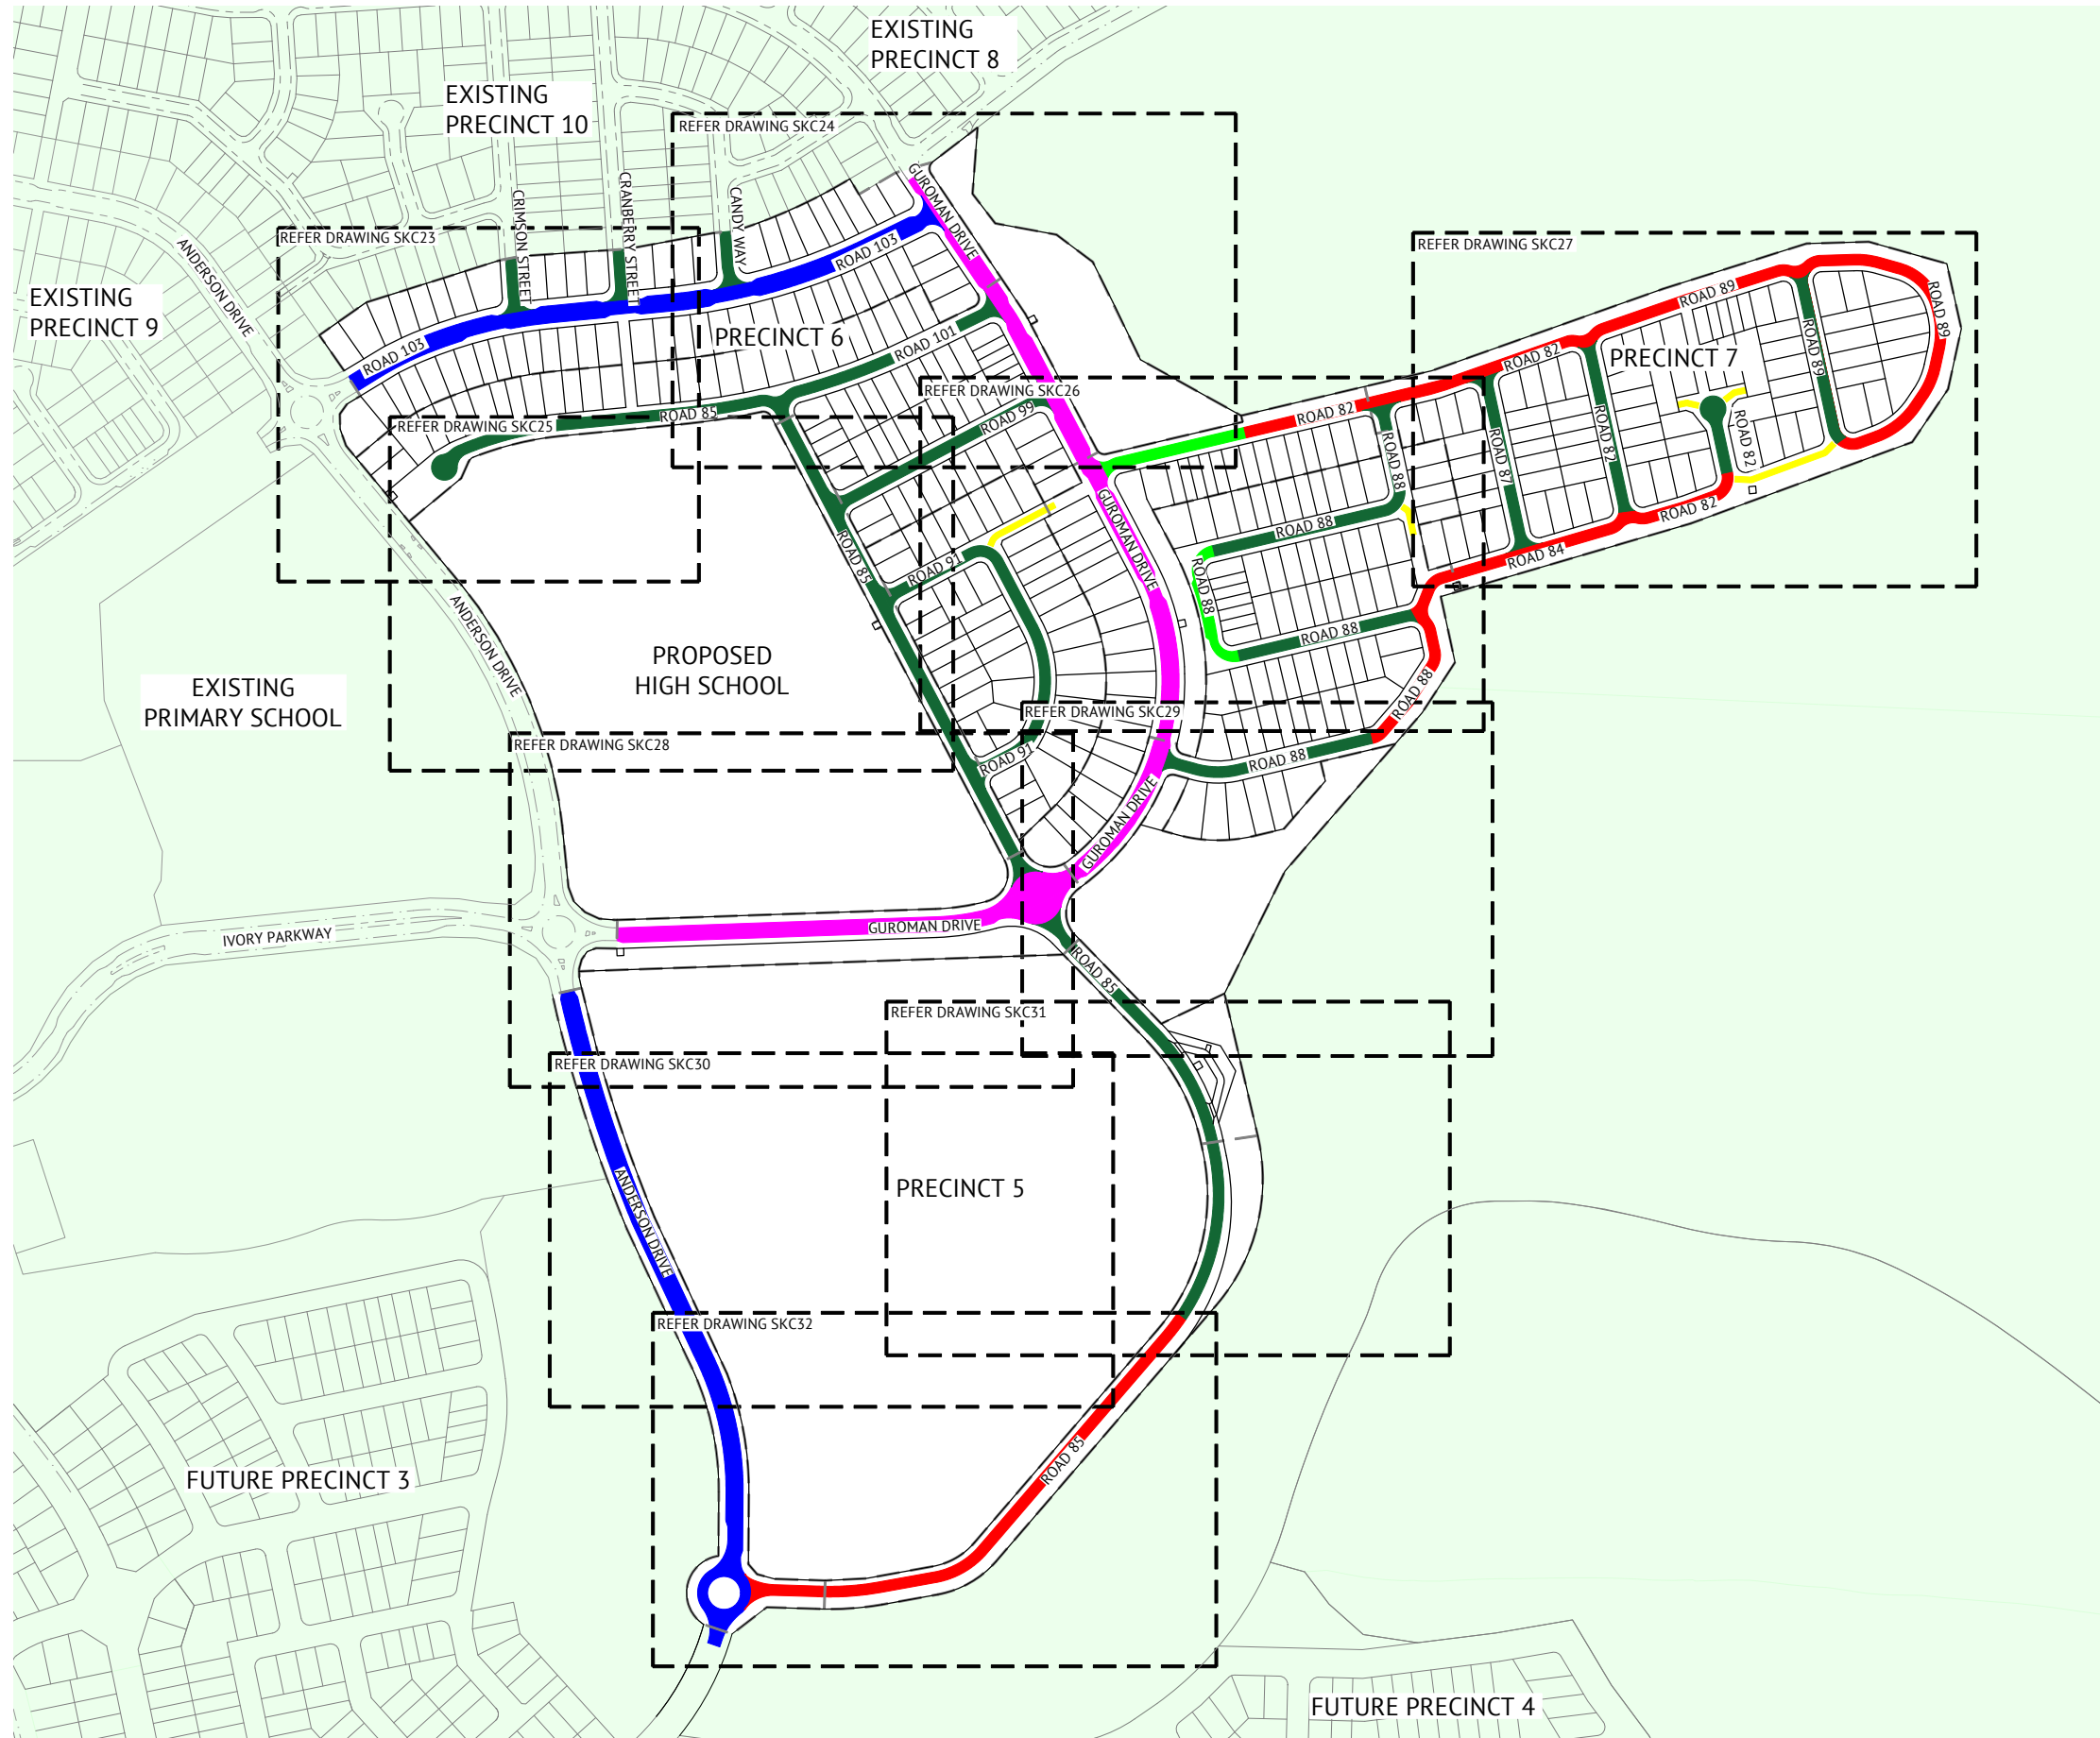 EXISTING
PRECINCT 8
EXISTING
PRECINCT 10
REFER DRAWING SKC24
GUROMAN DRIVE
CRIMSON STREET
CRANBERRY STREET
CANDY WAY
REFER DRAWING SKC23
ANDERSON DRIVE
ROAD 103
REFER DRAWING SKC27
EXISTING
PRECINCT 9
ROAD 89
ROAD 89
ROAD 103
PRECINCT 6
ROAD 101
ROAD 82
PRECINCT 7
ROAD 89
REFER DRAWING SKC26
ROAD 85
ROAD 99
ROAD 82
REFER DRAWING SKC25
ROAD 88
ROAD 87
ROAD 82
ROAD 82
GUROMAN DRIVE
ROAD 88
ROAD 82
ROAD 85
ROAD 91
ROAD 84
ROAD 88
ANDERSON DRIVE
ROAD 88
PROPOSED
HIGH SCHOOL
EXISTING
PRIMARY SCHOOL
ROAD 88
REFER DRAWING SKC29
REFER DRAWING SKC28
ROAD 91
ROAD 88
GUROMAN DRIVE
IVORY PARKWAY
GUROMAN DRIVE
ROAD 85
REFER DRAWING SKC31
REFER DRAWING SKC30
PRECINCT 5
ANDERSON DRIVE
REFER DRAWING SKC32
ROAD 85
FUTURE PRECINCT 3
FUTURE PRECINCT 4